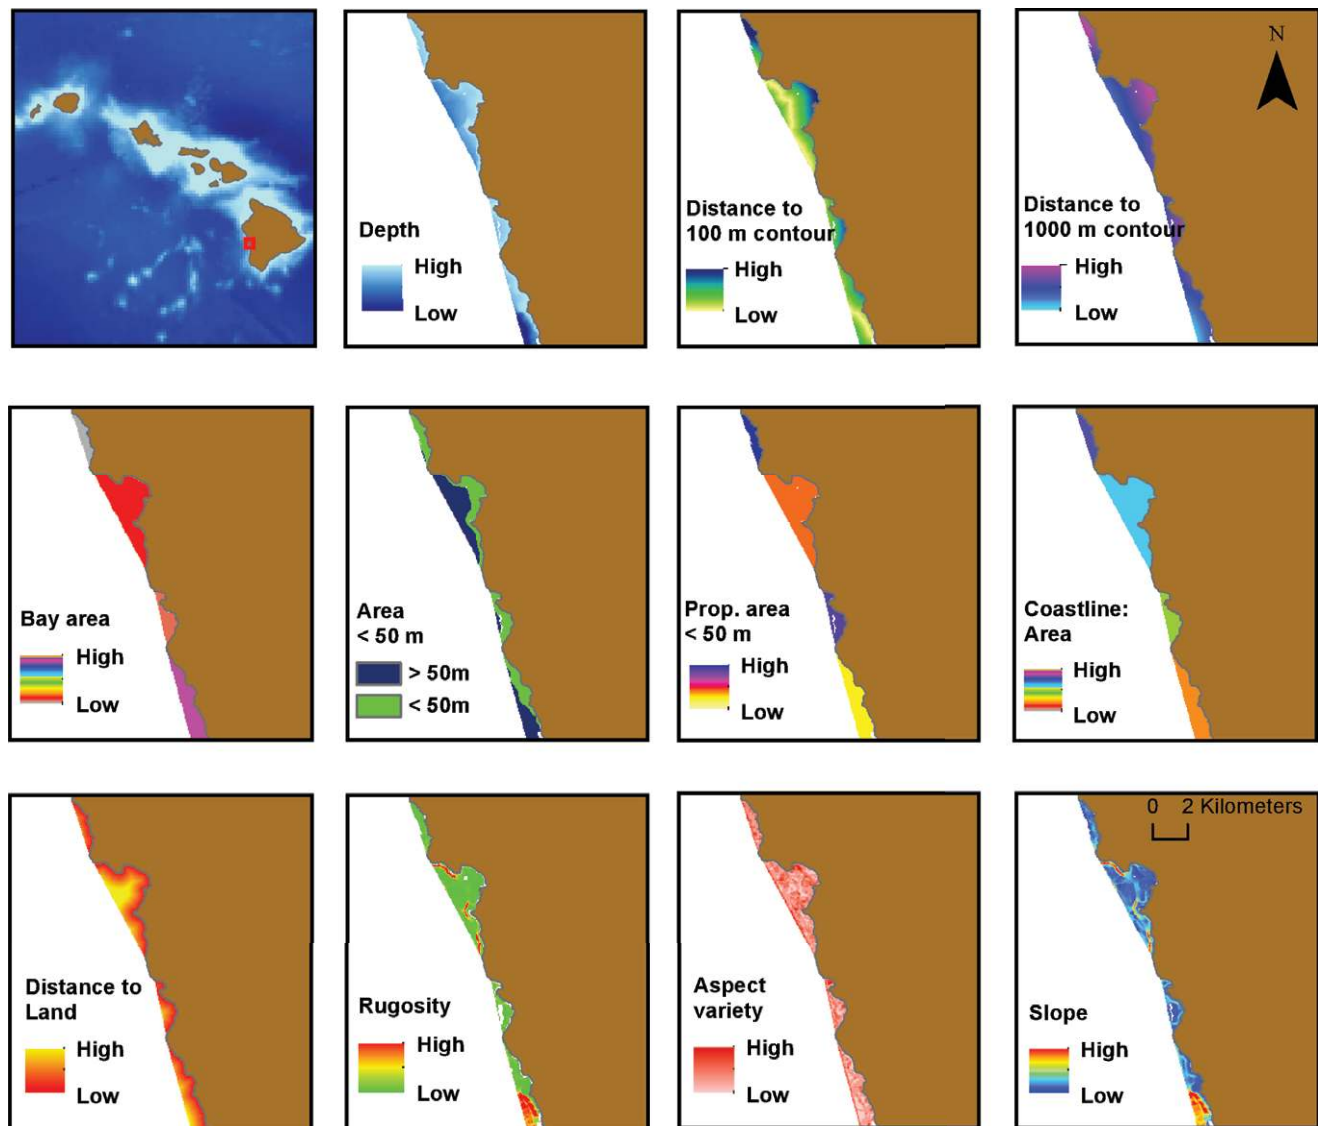 Depth
High
Low
Distance to
100 m contour
High
Low
N
Distance to
1000 m contour
High
Low
Bay area
High
Low
Area
< 50 m
> 50m
< 50m
Prop. area
< 50 m
High
Low
Coastline:
Area
High
Low
Distance to
Land
High
Low
Rugosity
High
Low
Aspect
variety
High
Low
0 2 Kilometers
Slope
High
Low